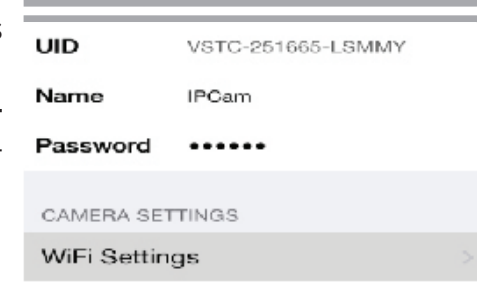 UID VSTC-251665-LSMMY
Name IPCam
Password ••••••
CAMERA SETTINGS
WiFi Settings >